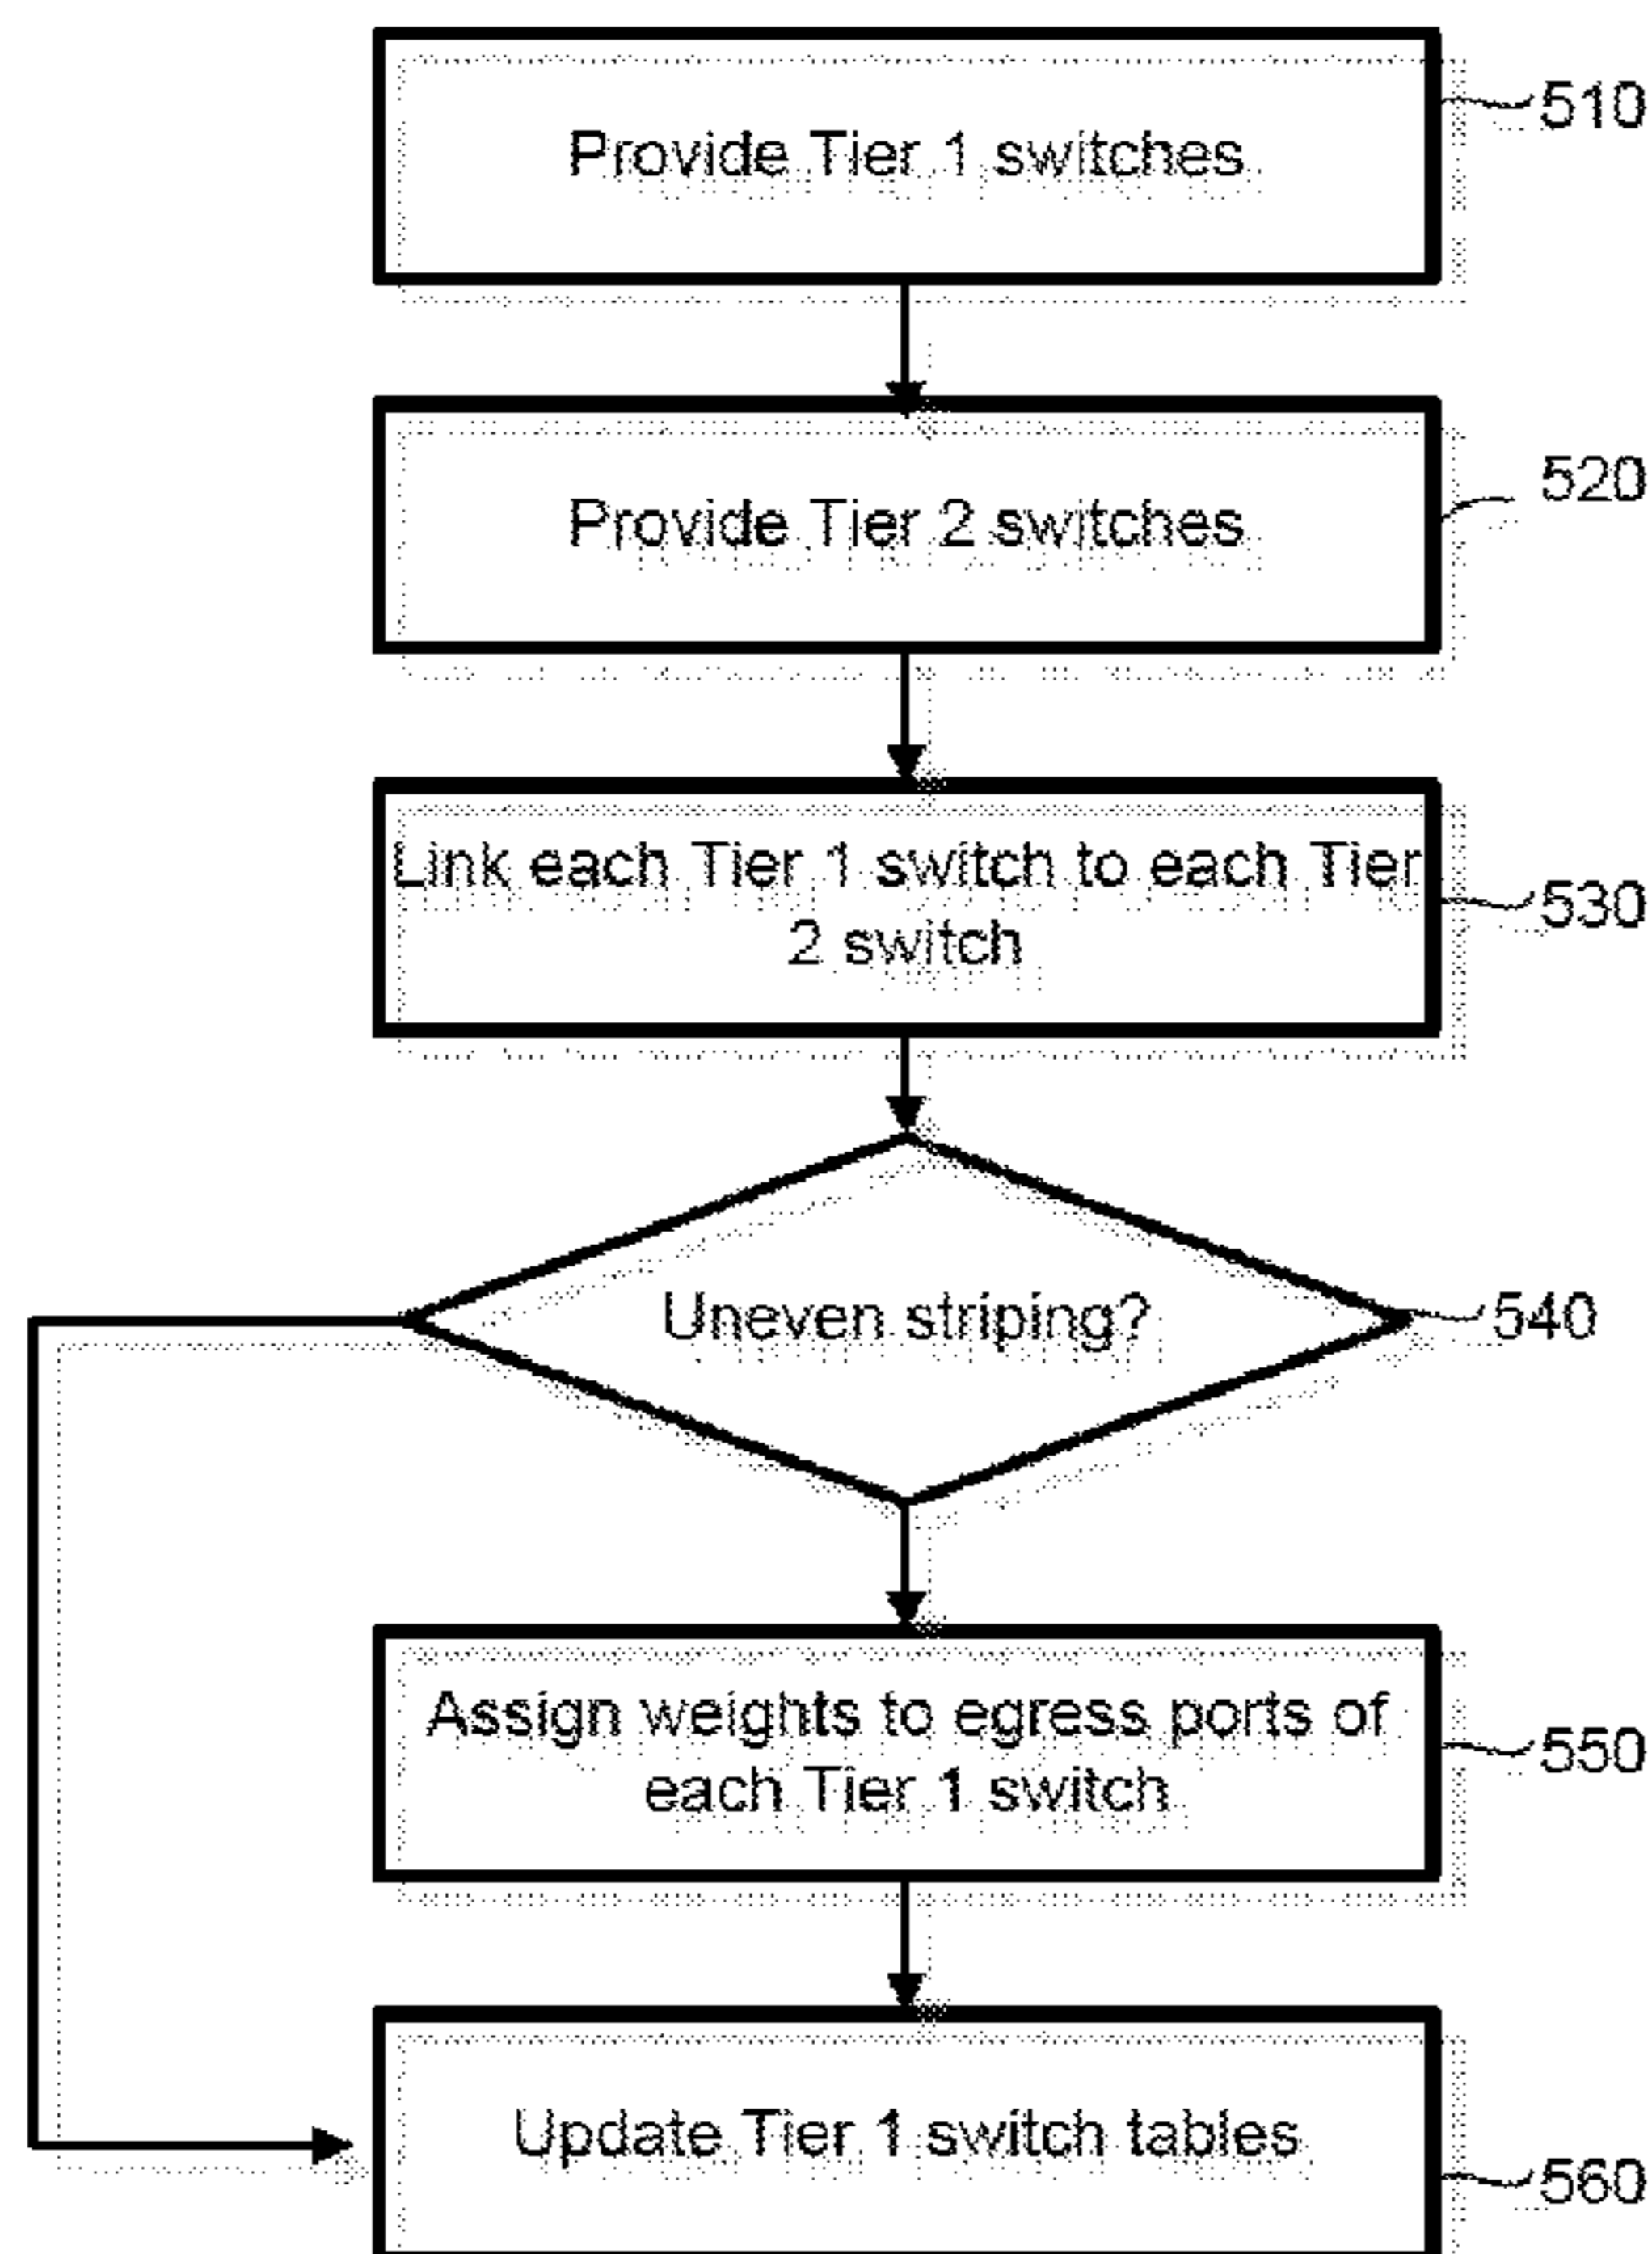 Provide Tier 1 switches
510
Provide Tier 2 switches
520
Link each Tier 1 switch to each Tier
2 switch
530
Uneven striping?
540
Assign weights to egress ports of
each Tier 1 switch
550
Update Tier 1 switch tables
560